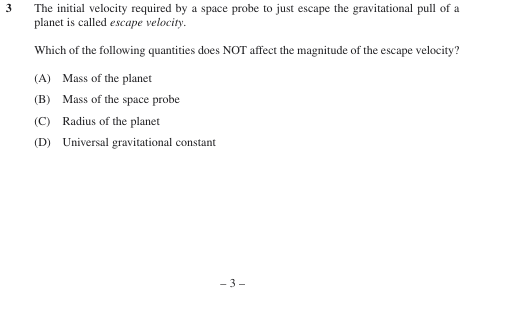 3 The initial velocity required by a space probe to just escape the gravitational pull of a
planet is called escape velocity.
Which of the following quantities does NOT affect the magnitude of the escape velocity?
(A) Mass of the planet
(B) Mass of the space probe
(C) Radius of the planet
(D) Universal gravitational constant
– 3 –